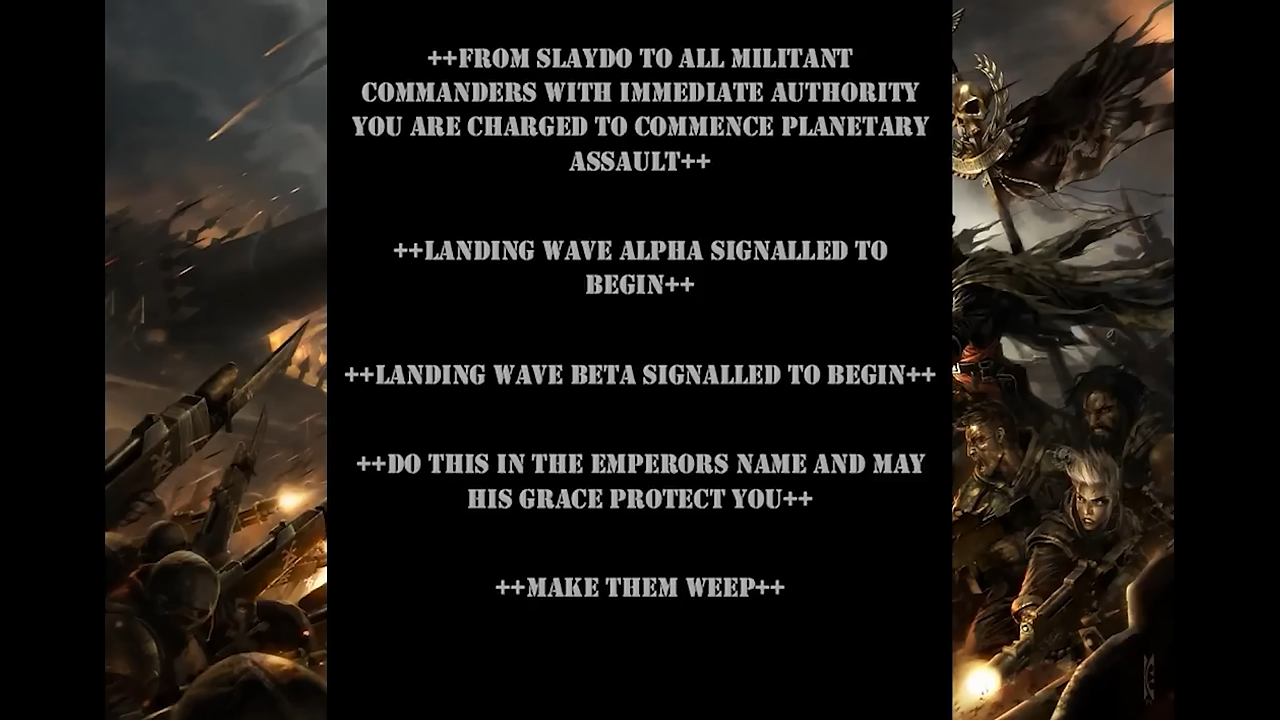 ++FROM SLAYDO TO ALL MILITANT
COMMANDERS WITH IMMEDIATE AUTHORITY
YOU ARE CHARGED TO COMMENCE PLANETARY
ASSAULT++
++LANDING WAVE ALPHA SIGNALLED TO
BEGIN++
++LANDING WAVE BETA SIGNALLED TO BEGIN++
++DO THIS IN THE EMPERORS NAME AND MAY
HIS GRACE PROTECT YOU++
++MAKE THEM WEEP++